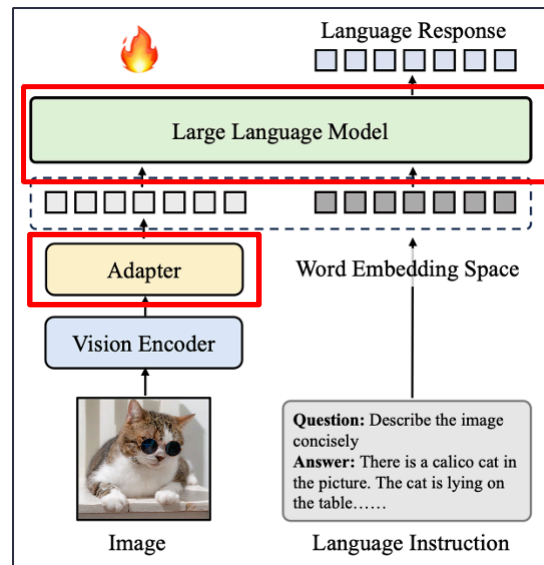 Language Response
Large Language Model
Adapter
Word Embedding Space
Vision Encoder
Question: Describe the image
concisely
Answer: There is a calico cat in
the picture. The cat is lying on
the table......
Image
Language Instruction